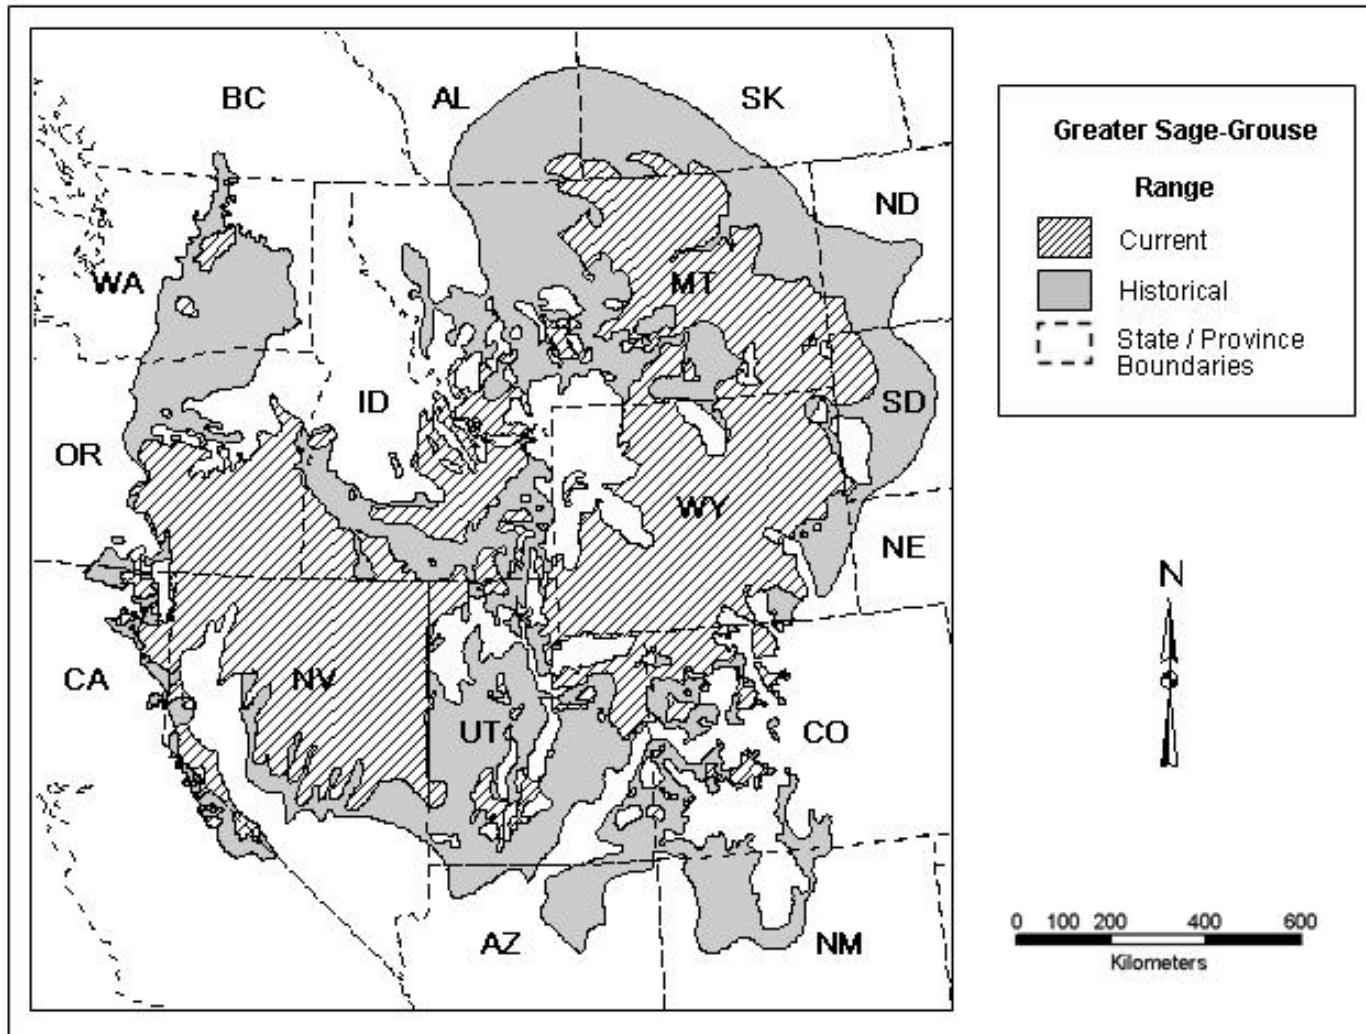 BC
AL
SK
ND
WA
MT
ID
SD
OR
WY
NE
CA
NV
UT
CO
AZ
NM
Greater Sage-Grouse
Range
Current
Historical
State / Province
Boundaries
N
0 100 200 400 600
Kilometers